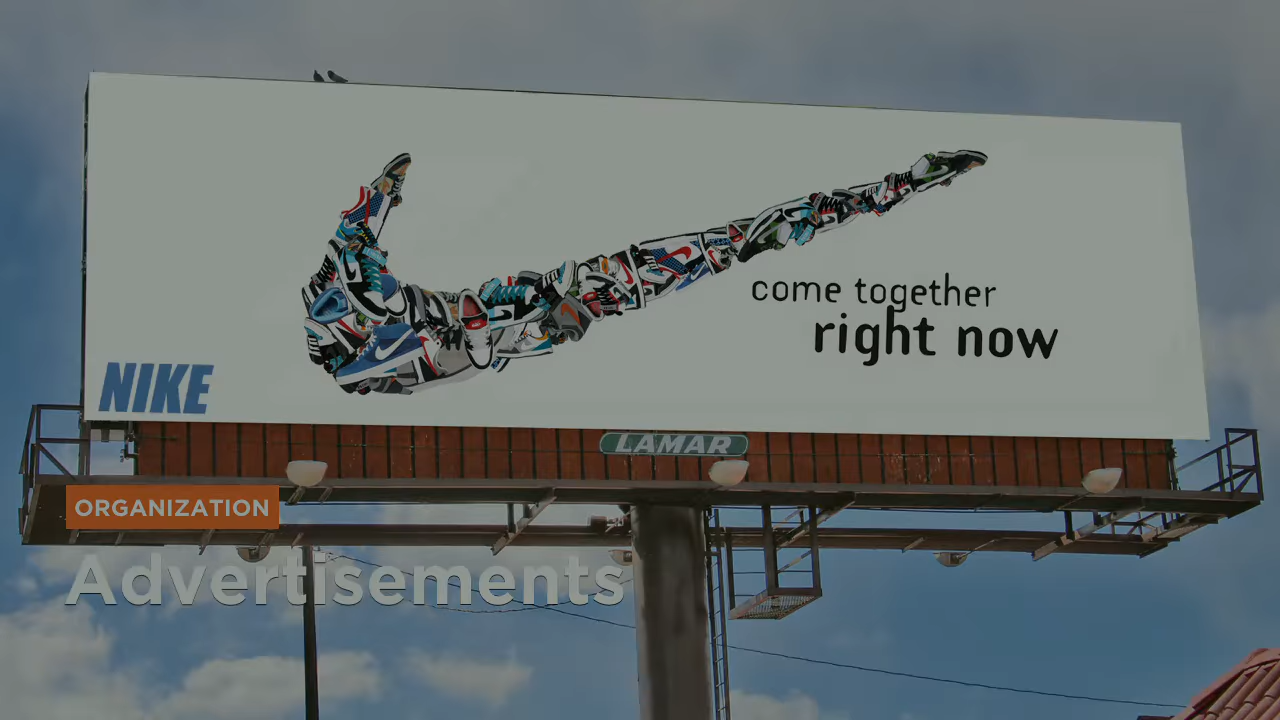 come together
right now
NIKE
LAMAR
ORGANIZATION
Advertisements